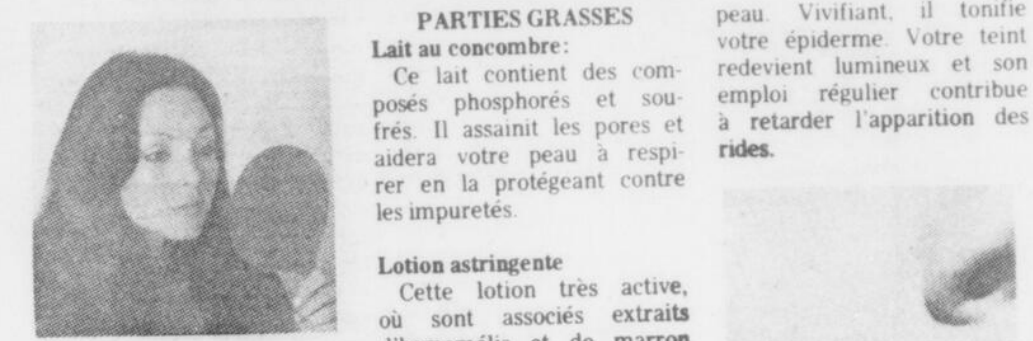 PARTIES GRASSES
Lait au concombre:
Ce lait contient des com-
posés phosphorés et sou-
frés. Il assainit les pores et
aidera votre peau à respi-
rer en la protégeant contre
les impuretés.
Lotion astringente
Cette lotion très active,
où sont associés extraits
et de marron
peau. Vivifiant, il tonifie
votre épiderme. Votre teint
redevient lumineux et son
emploi régulier contribue
à retarder l'apparition des
rides.